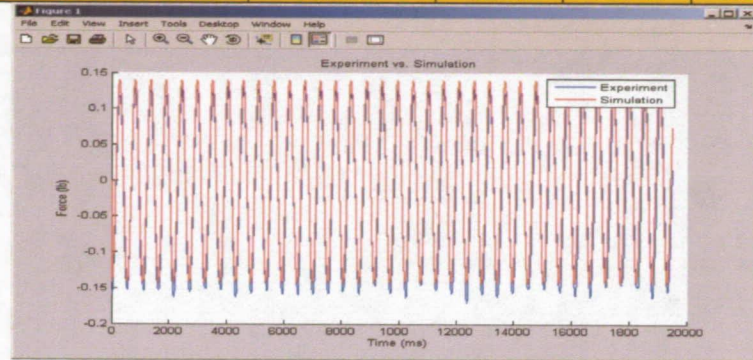 Figure 1
File Edit View Insert Tools Desktop Window Help
Experiment vs. Simulation
Experiment
Simulation
0.15
0.1
0.05
0
-0.05
-0.1
-0.15
-0.2
Force (lb)
0 2000 4000 6000 8000 10000 12000 14000 16000 1800 20000
Time (ms)